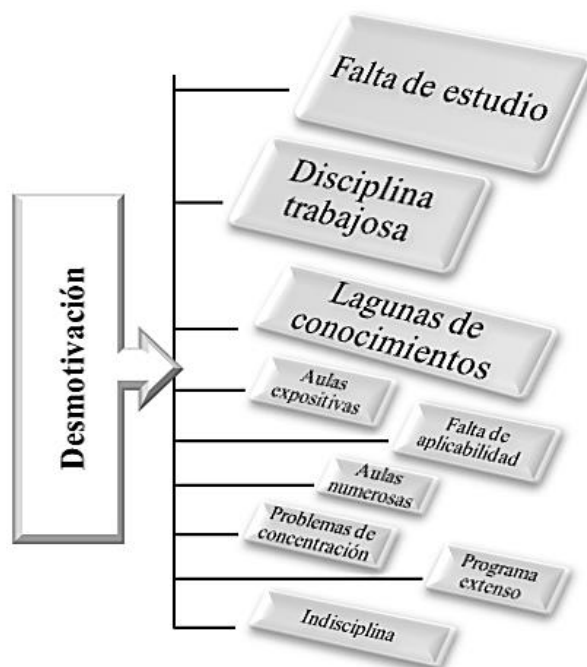 Desmotivación
Falta de estudio
Disciplina
trabajosa
Lagunas de
conocimientos
Aulas
expositivas
Falta de
aplicabilidad
Aulas
numerosas
Problemas de
concentración
Programa
extenso
Indisciplina